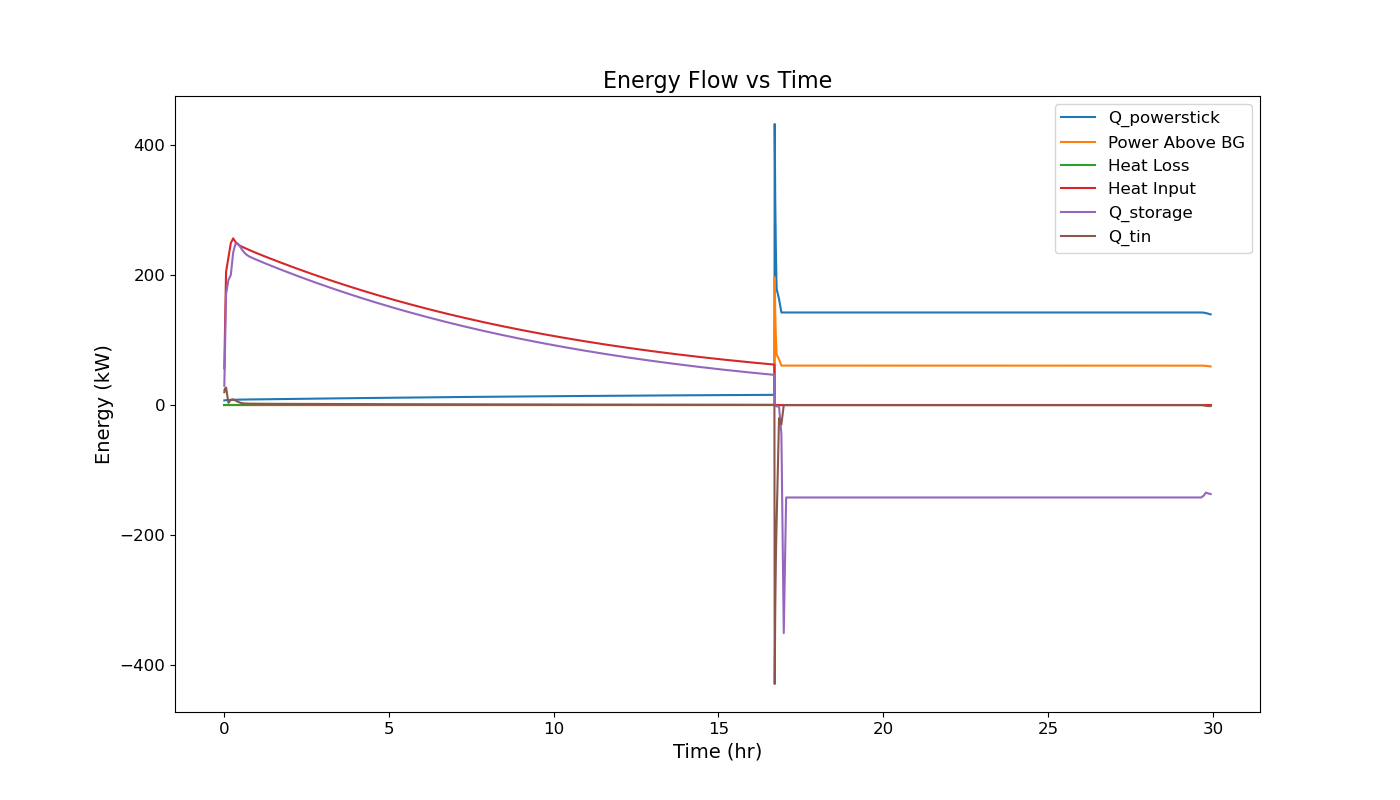 Energy Flow vs Time
Q_powerstick
Power Above BG
Heat Loss
Heat Input
Q_storage
Q_tin
Energy (kW)
400
200
0
−200
−400
0 5 10 15 20 25 30
Time (hr)